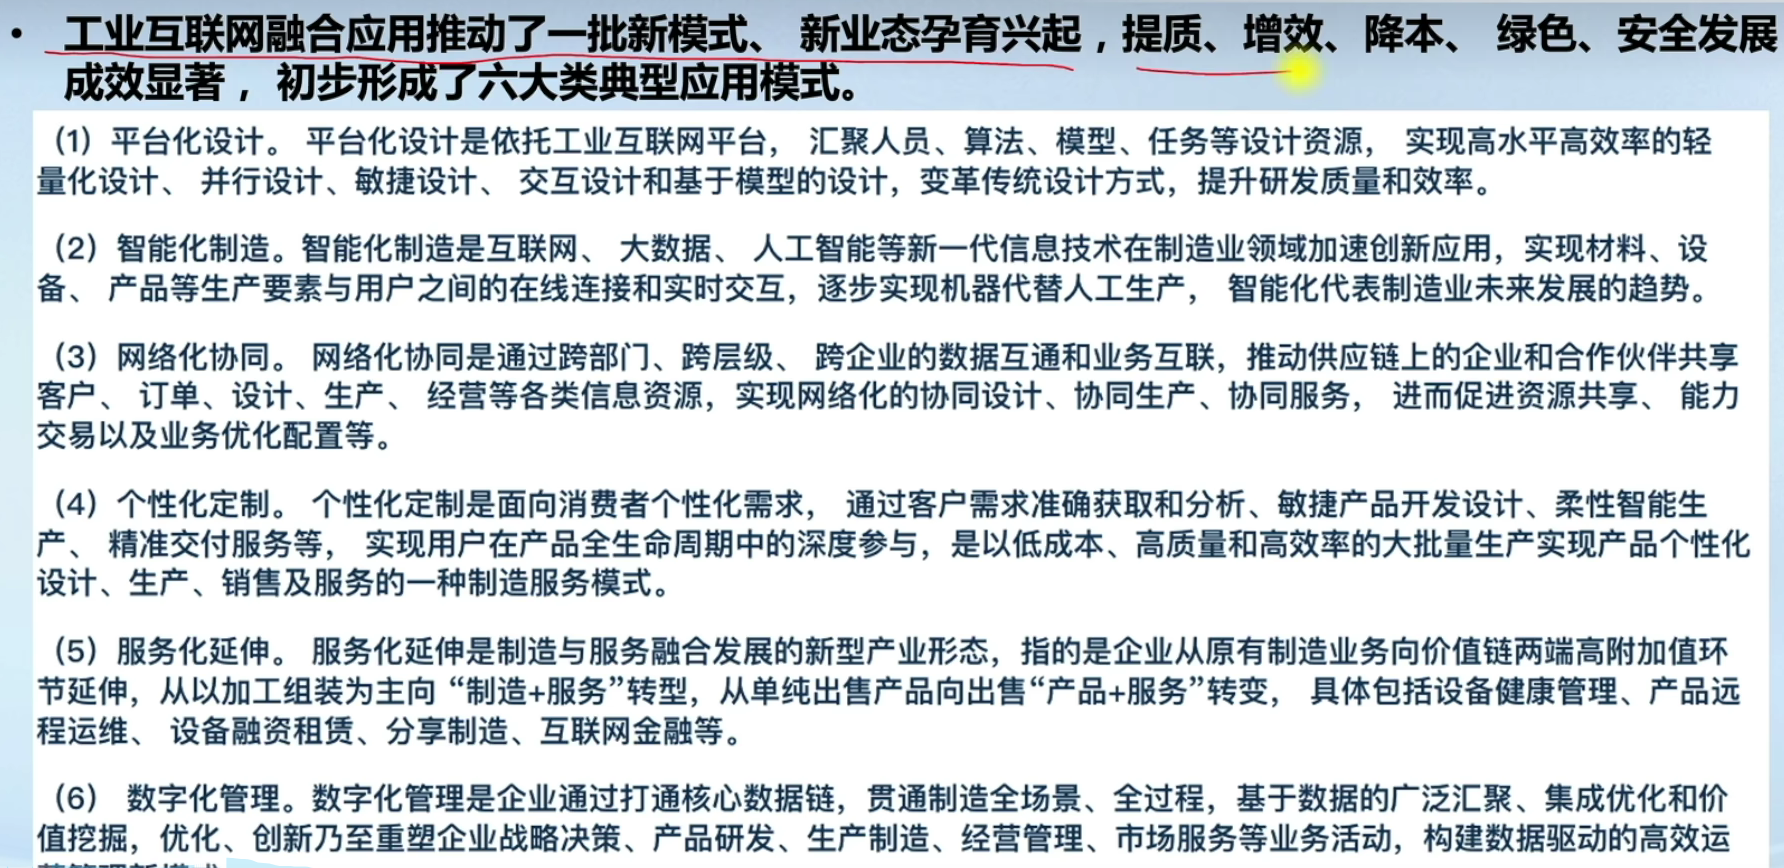 • 工业互联网融合应用推动了一批新模式、 新业态孕育兴起，提质、增效、降本、 绿色、安全发展
成效显著， 初步形成了六大类典型应用模式。
（1）平台化设计。 平台化设计是依托工业互联网平台， 汇聚人员、算法、模型、任务等设计资源， 实现高水平高效率的轻
量化设计、 并行设计、敏捷设计、 交互设计和基于模型的设计，变革传统设计方式，提升研发质量和效率。
（2）智能化制造。智能化制造是互联网、 大数据、 人工智能等新一代信息技术在制造业领域加速创新应用，实现材料、设
备、 产品等生产要素与用户之间的在线连接和实时交互，逐步实现机器代替人工生产， 智能化代表制造业未来发展的趋势。
（3）网络化协同。 网络化协同是通过跨部门、跨层级、 跨企业的数据互通和业务互联，推动供应链上的企业和合作伙伴共享
客户、 订单、设计、生产、 经营等各类信息资源，实现网络化的协同设计、协同生产、协同服务， 进而促进资源共享、 能力
交易以及业务优化配置等。
（4）个性化定制。 个性化定制是面向消费者个性化需求， 通过客户需求准确获取和分析、敏捷产品开发设计、柔性智能生
产、 精准交付服务等， 实现用户在产品全生命周期中的深度参与，是以低成本、高质量和高效率的大批量生产实现产品个性化
设计、生产、销售及服务的一种制造服务模式。
（5）服务化延伸。 服务化延伸是制造与服务融合发展的新型产业形态，指的是企业从原有制造业务向价值链两端高附加值环
节延伸，从以加工组装为主向 “制造+服务”转型，从单纯出售产品向出售“产品+服务”转变， 具体包括设备健康管理、产品远
程运维、 设备融资租赁、分享制造、互联网金融等。
（6） 数字化管理。数字化管理是企业通过打通核心数据链，贯通制造全场景、全过程，基于数据的广泛汇聚、集成优化和价
值挖掘，优化、创新乃至重塑企业战略决策、产品研发、生产制造、经营管理、市场服务等业务活动，构建数据驱动的高效运